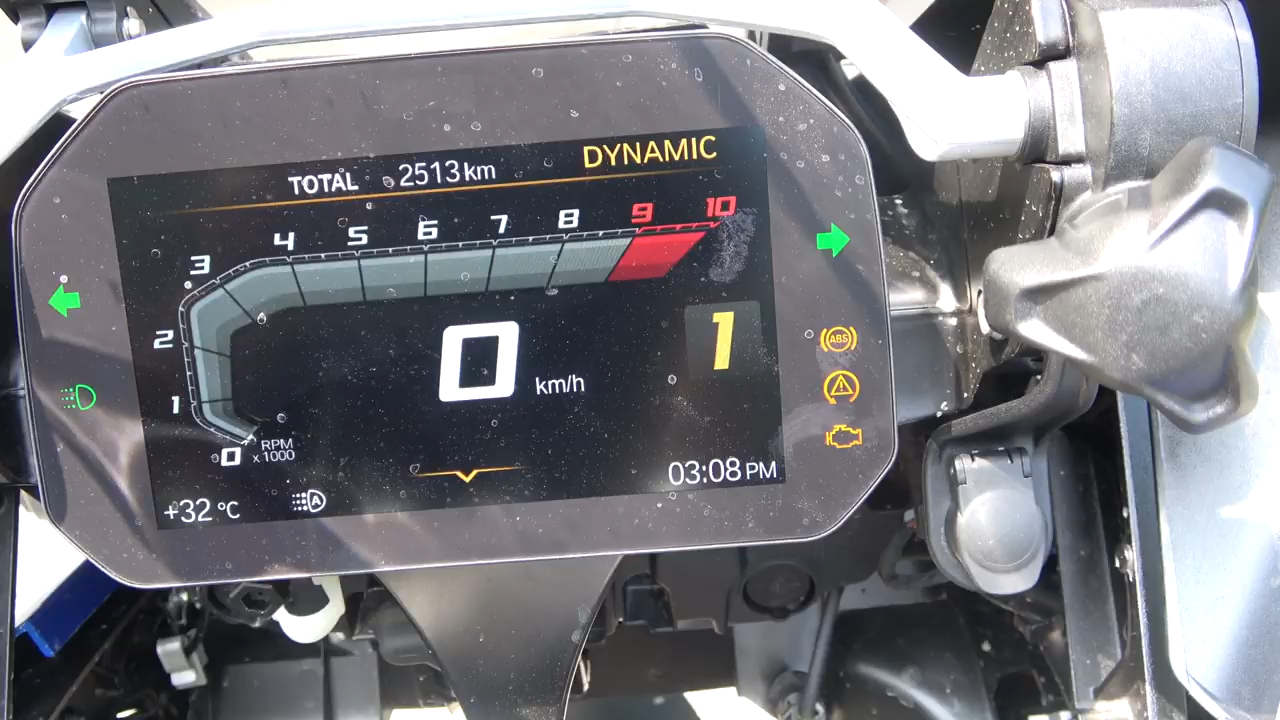 TOTAL 2513 km DYNAMIC
4 5 6 7 8 9 10
3
2
1
0 RPM x 1000
0 km/h
1
ABS
+32 °C A 03:08 PM